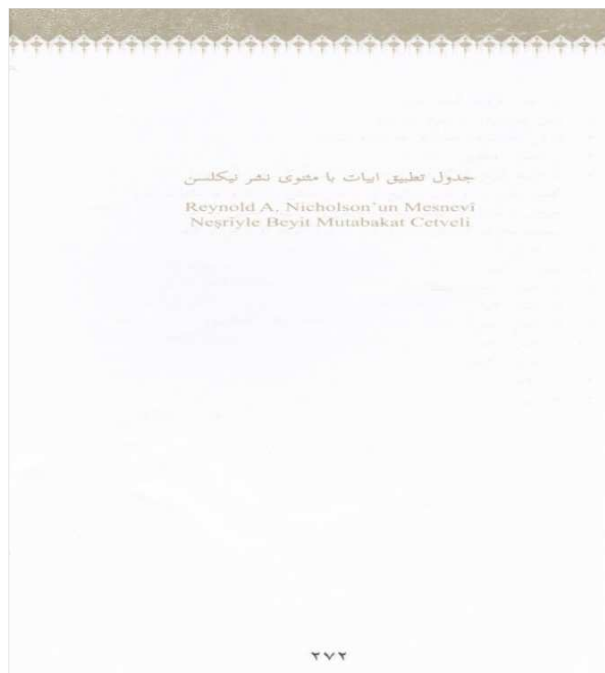 جدول تطبیق ابیات با مثنوی نشر نیکلسن
Reynold A. Nicholson'un Mesnevî
Neşriyle Beyit Mutabakat Cetveli
۲۷۲